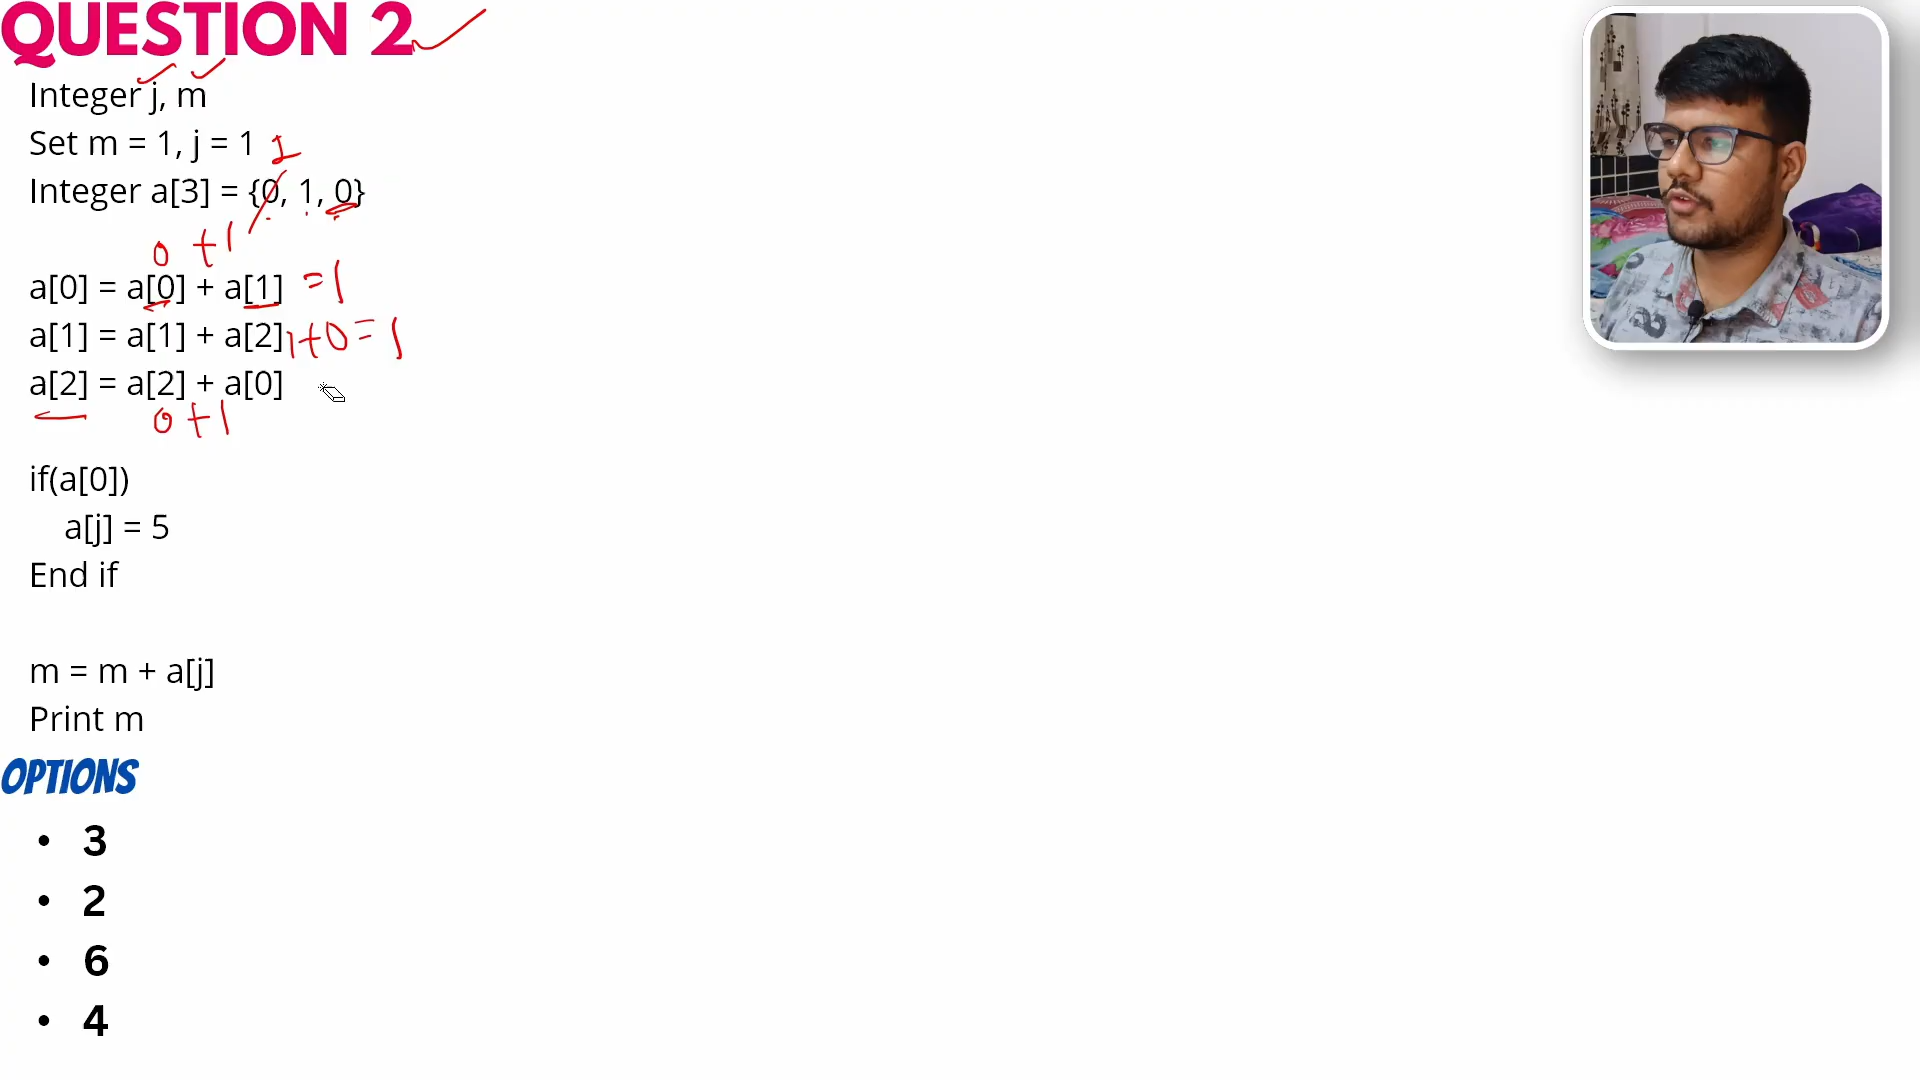 QUESTION 2
Integer j, m
Set m = 1, j = 1 1
Integer a[3] = {0, 1, 0}
0 +1
a[0] = a[0] + a[1] =1
a[1] = a[1] + a[2] 1+0=1
a[2] = a[2] + a[0]
0+1
if(a[0])
a[j] = 5
End if
m = m + a[j]
Print m
OPTIONS
• 3
• 2
• 6
• 4